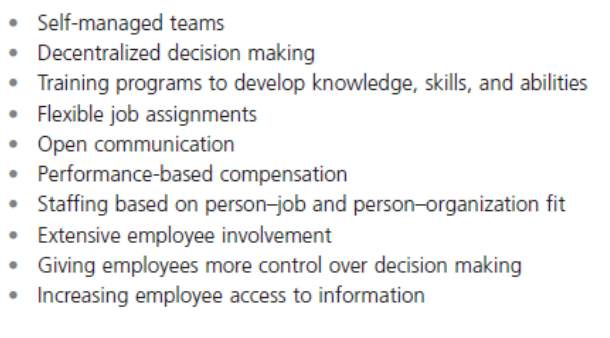 • Self-managed teams
• Decentralized decision making
• Training programs to develop knowledge, skills, and abilities
• Flexible job assignments
• Open communication
• Performance-based compensation
• Staffing based on person–job and person–organization fit
• Extensive employee involvement
• Giving employees more control over decision making
• Increasing employee access to information